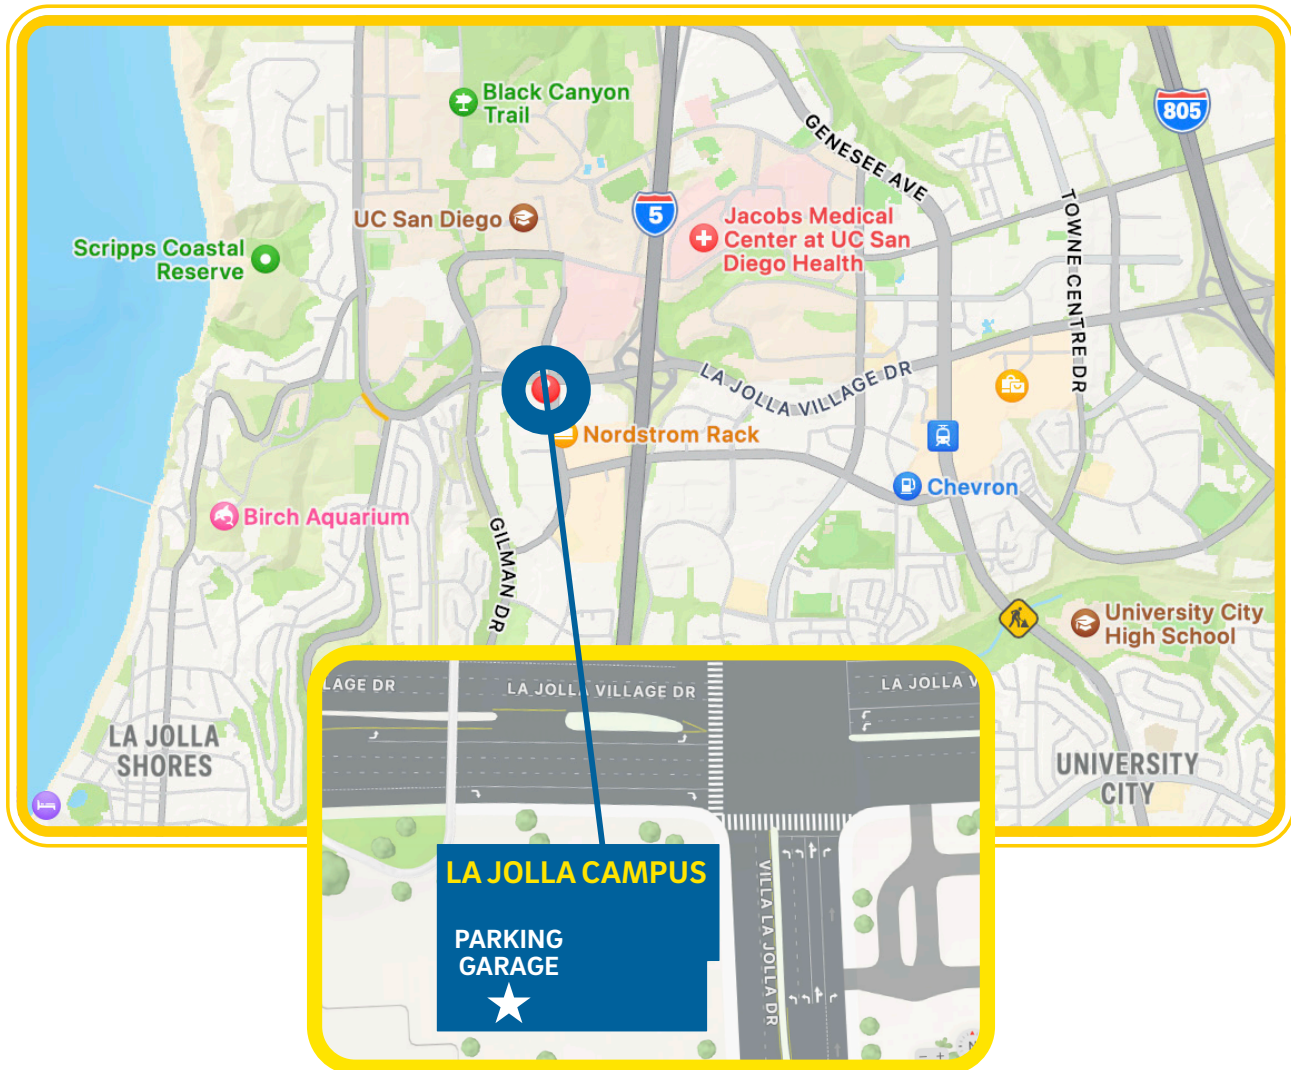 Black Canyon
Trail
805
GENESEE AVE
5
UC San Diego
Jacobs Medical
Center at UC San
Diego Health
TOWNE CENTRE DR
Scripps Coastal
Reserve
LA JOLLA VILLAGE DR
Nordstrom Rack
Chevron
Birch Aquarium
GILMAN DR
University City
High School
LA JOLLA
SHORES
UNIVERSITY
CITY
LAGE DR
LA JOLLA VILLAGE DR
LA JOLLA V
LA JOLLA CAMPUS
PARKING
GARAGE
VILLA LA JOLLA DR
N